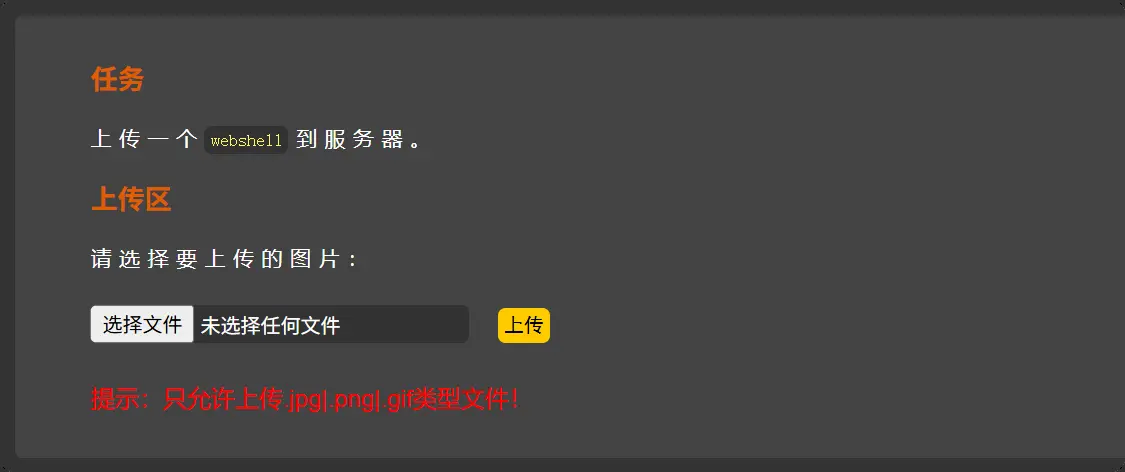 任务
上传一个 webshell 到服务器。
上传区
请选择要上传的图片：
选择文件 未选择任何文件 上传
提示：只允许上传.jpg|.png|.gif类型文件！